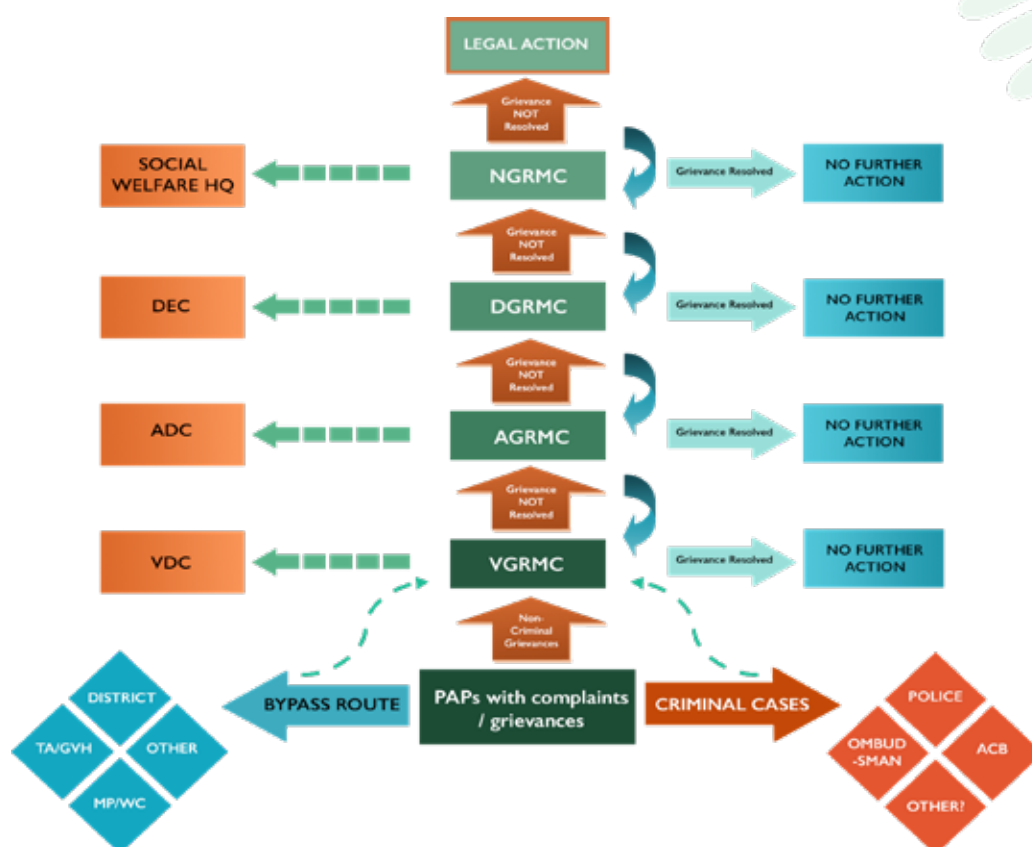 LEGAL ACTION
Grievance
NOT
Resolved
SOCIAL
WELFARE HQ
NGRMC
Grievance Resolved
NO FURTHER
ACTION
Grievance
NOT
Resolved
DEC
DGRMC
Grievance Resolved
NO FURTHER
ACTION
Grievance
NOT
Resolved
ADC
AGRMC
Grievance Resolved
NO FURTHER
ACTION
Grievance
NOT
Resolved
VDC
VGRMC
Grievance Resolved
NO FURTHER
ACTION
Non-
Criminal
Grievances
DISTRICT
TA/GVH
OTHER
MP/WC
BYPASS ROUTE
PAPs with complaints
/ grievances
CRIMINAL CASES
POLICE
OMBUD
-SMAN
ACB
OTHER?